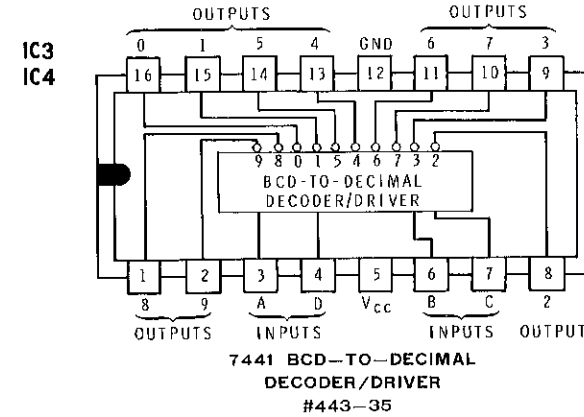 OUTPUTS OUTPUTS
IC3 0 1 5 4 GND 6 7 3
IC4 16 15 14 13 12 11 10 9
9 8 0 1 5 4 6 7 3 2
BCD-TO-DECIMAL
DECODER/DRIVER
1 2 3 4 5 6 7 8
8 9 A D VCC B C 2
OUTPUTS INPUTS INPUTS OUTPUT
7441 BCD—TO—DECIMAL
DECODER/DRIVER
#443—35